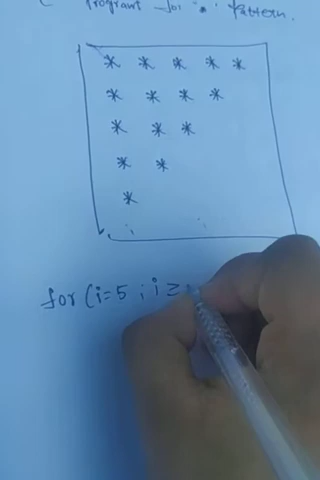 C Program for '*' Pattern.
* * * * *
* * * *
* * *
* *
*
for (i=5 ; i ≥